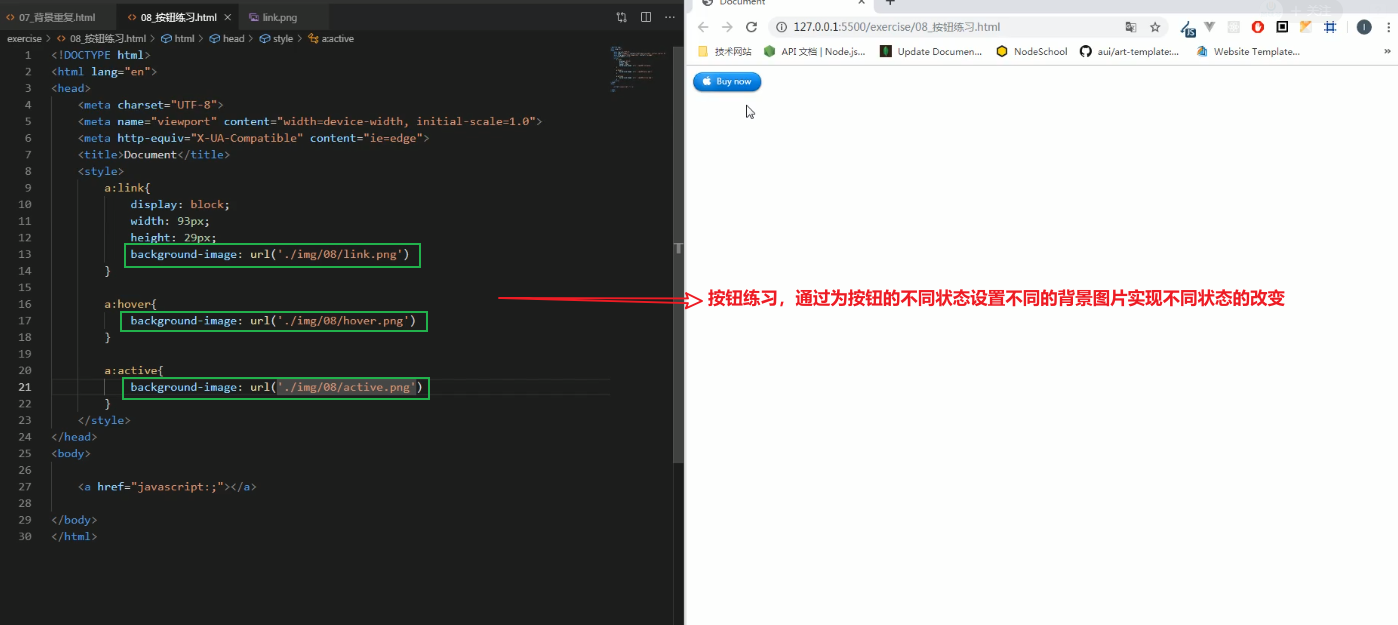 07_背景重复.html 08_按钮练习.html link.png
exercise > 08_按钮练习.html > html > head > style > a:active
1 <!DOCTYPE html>
2 <html lang="en">
3 <head>
4 <meta charset="UTF-8">
5 <meta name="viewport" content="width=device-width, initial-scale=1.0">
6 <meta http-equiv="X-UA-Compatible" content="ie=edge">
7 <title>Document</title>
8 <style>
9 a:link{
10 display: block;
11 width: 93px;
12 height: 29px;
13 background-image: url('./img/08/link.png')
14 }
15
16 a:hover{
17 background-image: url('./img/08/hover.png')
18 }
19
20 a:active{
21 background-image: url('./img/08/active.png')
22 }
23 </style>
24 </head>
25 <body>
26
27 <a href="javascript:;"></a>
28
29 </body>
30 </html>
Document
127.0.0.1:5500/exercise/08_按钮练习.html
技术网站 API 文档 | Node.js... Update Documen... NodeSchool aui/art-template:... Website Template... »
Buy now
按钮练习，通过为按钮的不同状态设置不同的背景图片实现不同状态的改变